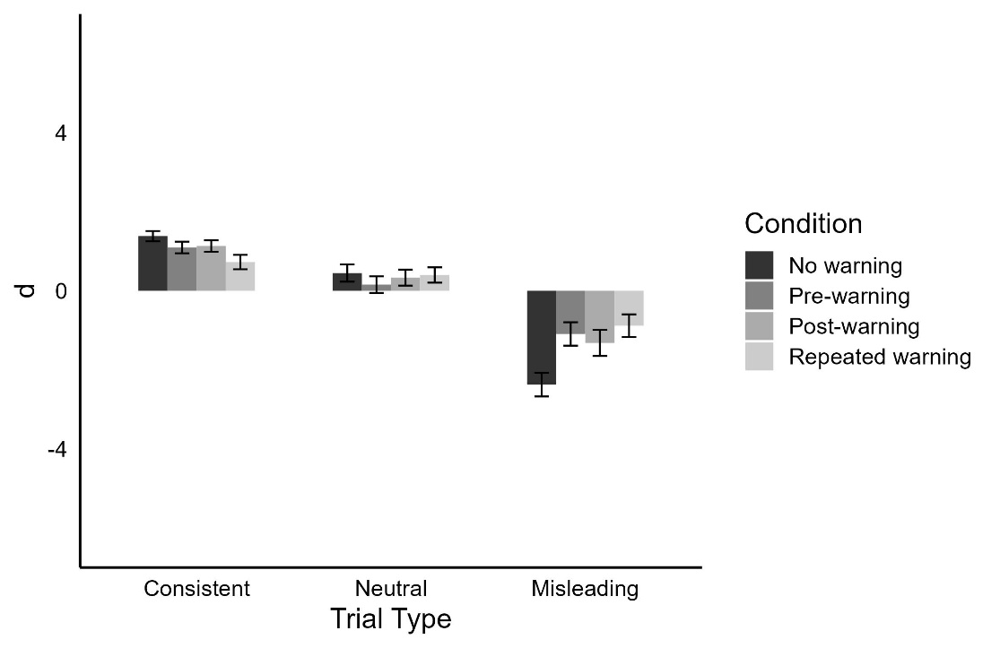 4
0
-4
d
Consistent
Neutral
Misleading
Trial Type
Condition
No warning
Pre-warning
Post-warning
Repeated warning